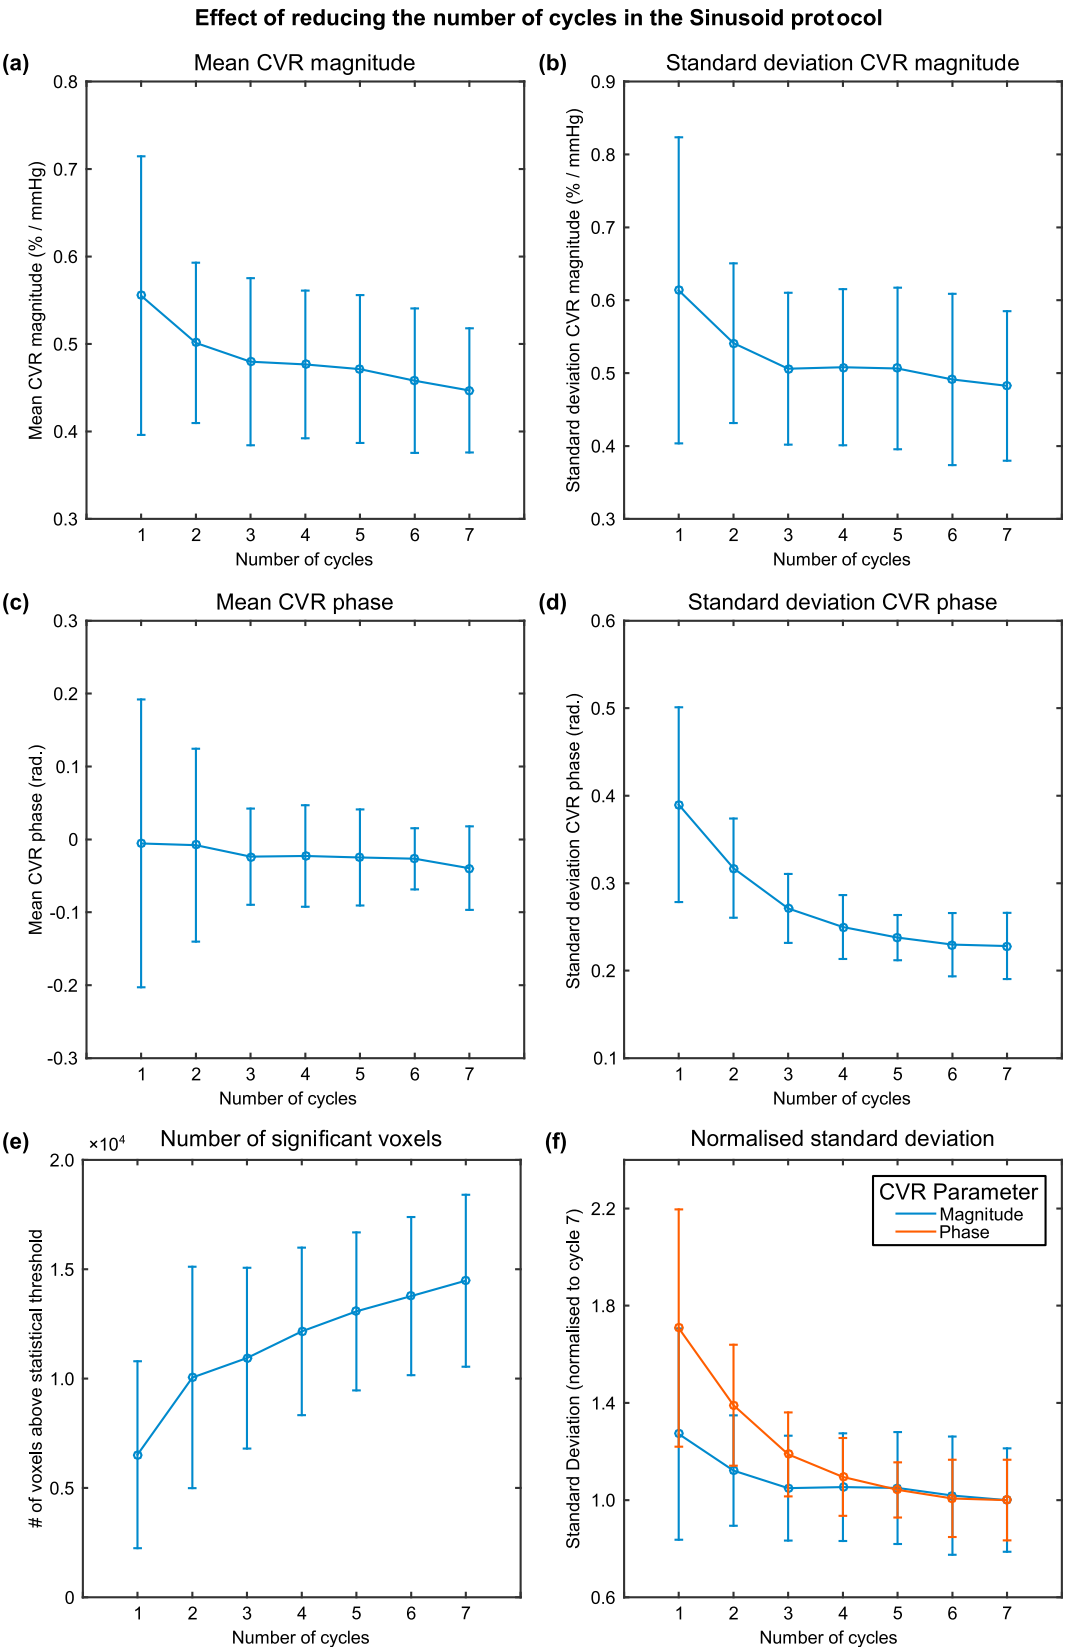 Effect of reducing the number of cycles in the Sinusoid protocol
(a)
Mean CVR magnitude
Mean CVR magnitude (% / mmHg)
0.8
0.7
0.6
0.5
0.4
0.3
1 2 3 4 5 6 7
Number of cycles
(b)
Standard deviation CVR magnitude
Standard deviation CVR magnitude (% / mmHg)
0.9
0.8
0.7
0.6
0.5
0.4
0.3
1 2 3 4 5 6 7
Number of cycles
(c)
Mean CVR phase
Mean CVR phase (rad.)
0.3
0.2
0.1
0
-0.1
-0.2
-0.3
1 2 3 4 5 6 7
Number of cycles
(d)
Standard deviation CVR phase
Standard deviation CVR phase (rad.)
0.6
0.5
0.4
0.3
0.2
0.1
1 2 3 4 5 6 7
Number of cycles
(e)
Number of significant voxels
×10⁴
# of voxels above statistical threshold
2.0
1.5
1.0
0.5
0
1 2 3 4 5 6 7
Number of cycles
(f)
Normalised standard deviation
Standard Deviation (normalised to cycle 7)
2.2
1.8
1.4
1.0
0.6
CVR Parameter
Magnitude
Phase
1 2 3 4 5 6 7
Number of cycles